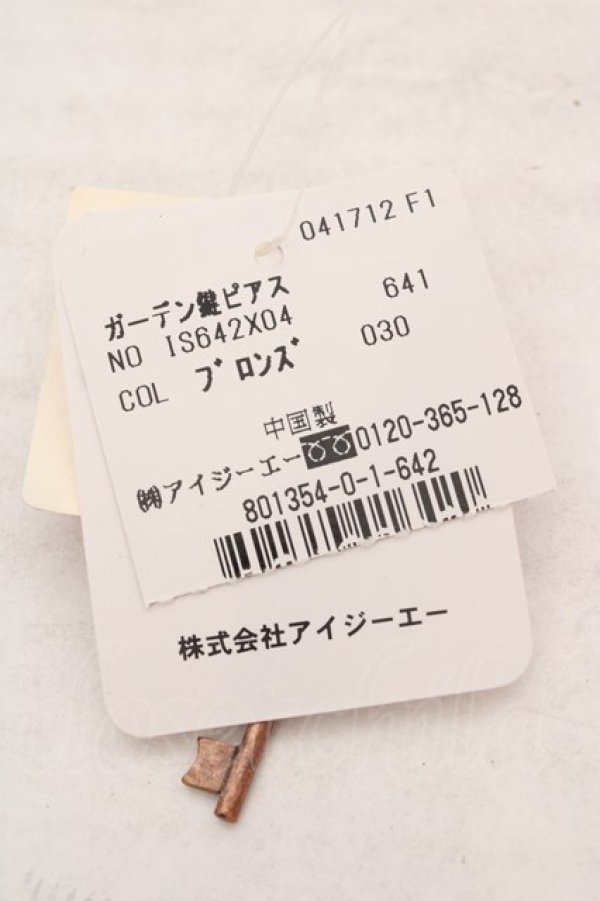 041712 F1
ガーデン鍵ピアス 641
NO IS642X04
COL ブロンズ 030
中国製
㈱アイジーエー 0120-365-128
801354-0-1-642
株式会社アイジーエー